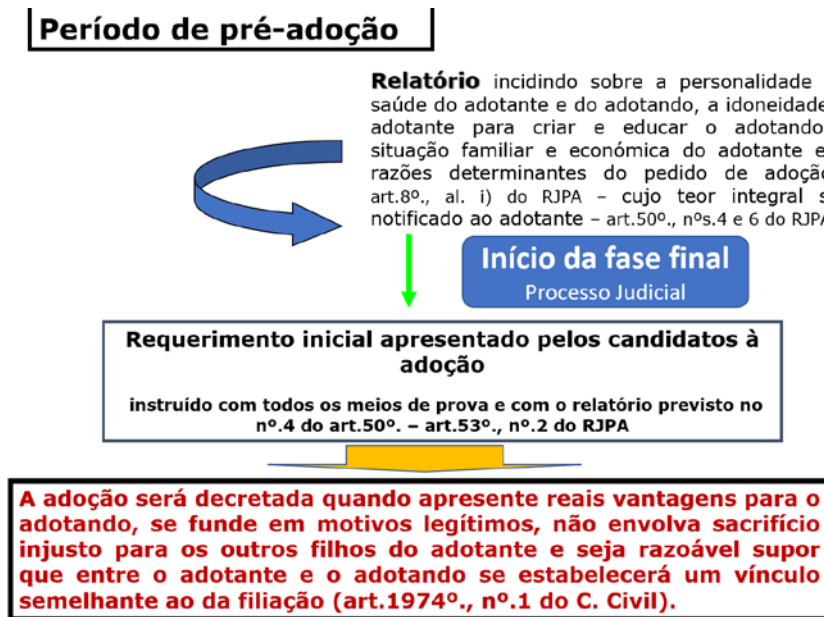 Período de pré-adoção
Relatório incidindo sobre a personalidade
saúde do adotante e do adotando, a idoneidade
adotante para criar e educar o adotando
situação familiar e económica do adotante e
razões determinantes do pedido de adoção
art.8º., al. i) do RJPA – cujo teor integral s
notificado ao adotante – art.50º., nºs.4 e 6 do RJPA
Início da fase final
Processo Judicial
Requerimento inicial apresentado pelos candidatos à
adoção
instruído com todos os meios de prova e com o relatório previsto no
nº.4 do art.50º. – art.53º., nº.2 do RJPA
A adoção será decretada quando apresente reais vantagens para o
adotando, se funde em motivos legítimos, não envolva sacrifício
injusto para os outros filhos do adotante e seja razoável supor
que entre o adotante e o adotando se estabelecerá um vínculo
semelhante ao da filiação (art.1974º., nº.1 do C. Civil).